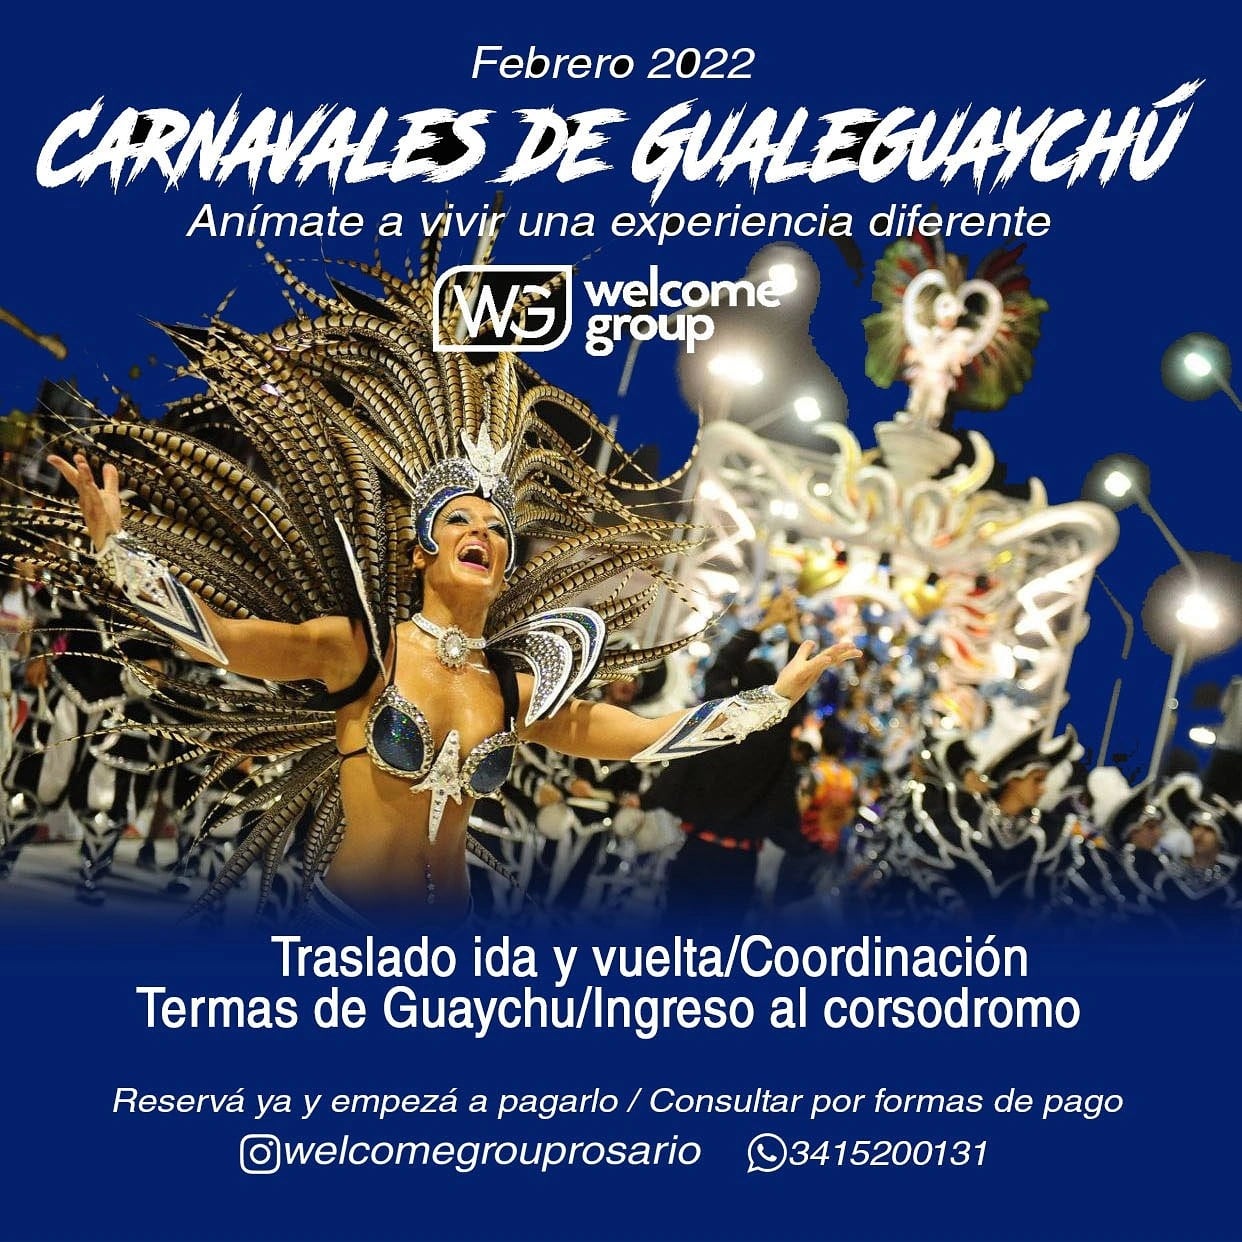 Febrero 2022
CARNAVALES DE GUALEGUAYCHÚ
Anímate a vivir una experiencia diferente
WG welcome
group
Traslado ida y vuelta/Coordinación
Termas de Guaychu/Ingreso al corsodromo
Reservá ya y empezá a pagarlo / Consultar por formas de pago
welcomegrouprosario 3415200131